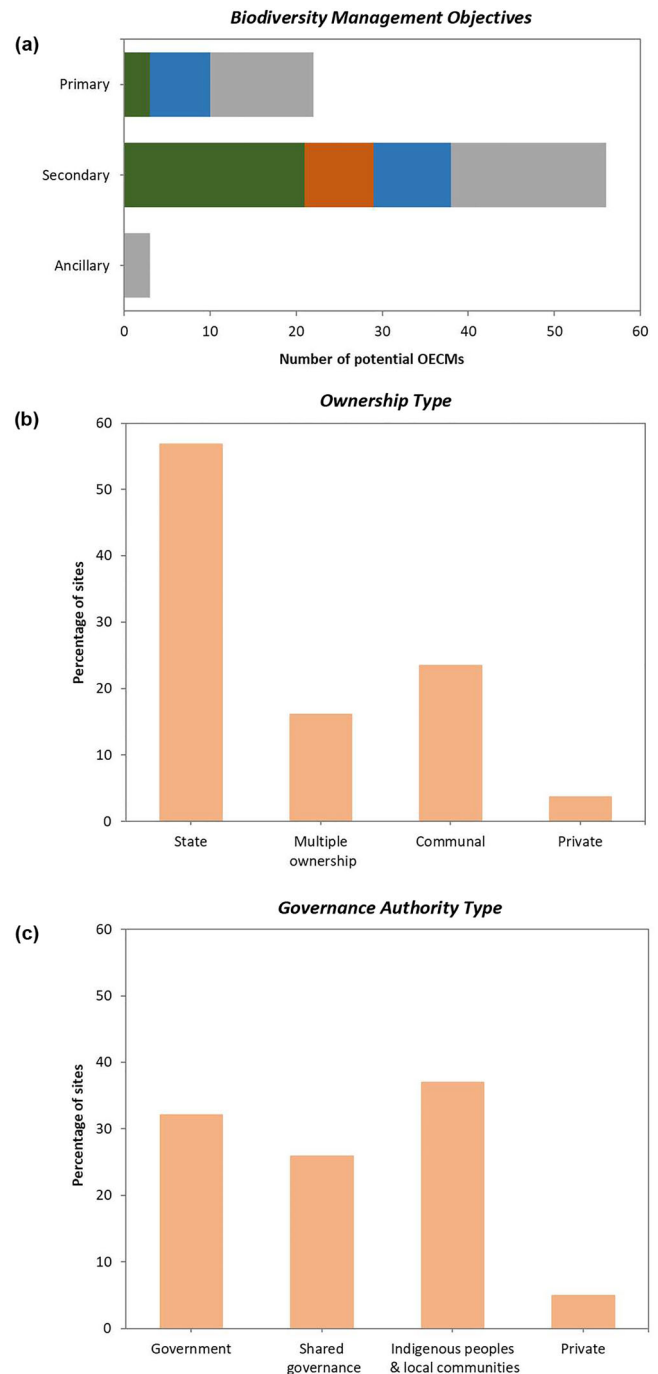 Biodiversity Management Objectives
(a)
Primary
Secondary
Ancillary
0 10 20 30 40 50 60
Number of potential OECMs
Ownership Type
(b)
60
50
40
30
20
10
0
Percentage of sites
State
Multiple
ownership
Communal
Private
Governance Authority Type
(c)
60
50
40
30
20
10
0
Percentage of sites
Government
Shared
governance
Indigenous peoples
& local communities
Private